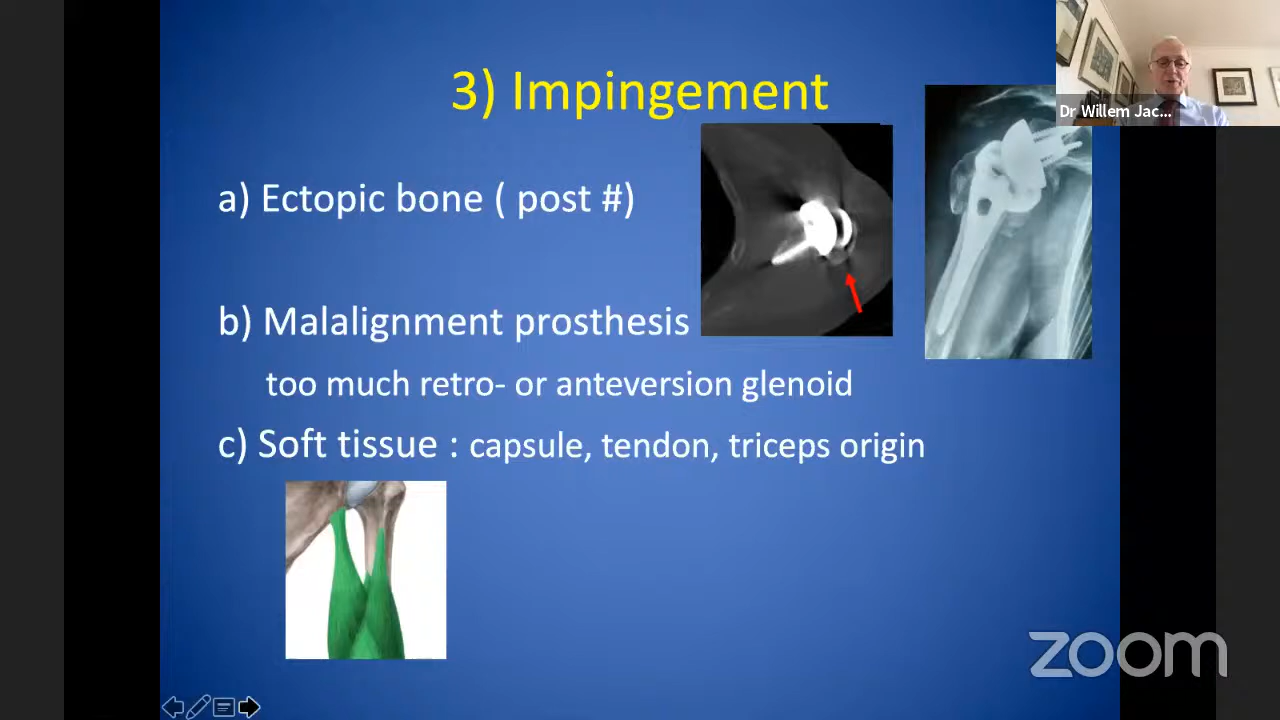 3) Impingement
Dr Willem Jac...
a) Ectopic bone ( post #)
b) Malalignment prosthesis
too much retro- or anteversion glenoid
c) Soft tissue : capsule, tendon, triceps origin
zoom